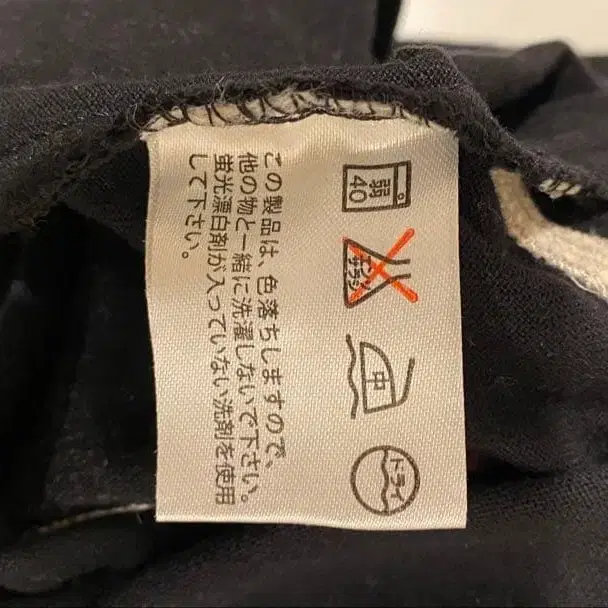 弱
40
エンソ
サラシ
中
ドライ
この製品は、色落ちしますので、
他の物と一緒に洗濯しないで下さい。
蛍光漂白剤が入っていない洗剤を使用
して下さい。